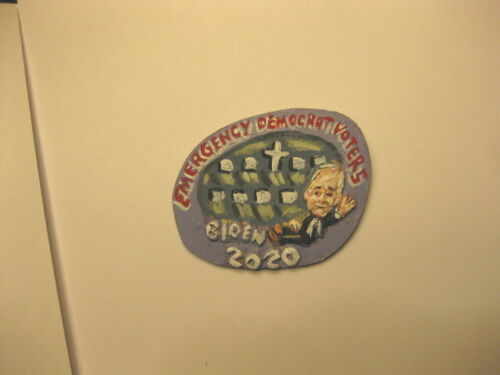 EMERGENCY DEMOCRAT VOTERS
BIDEN
2020